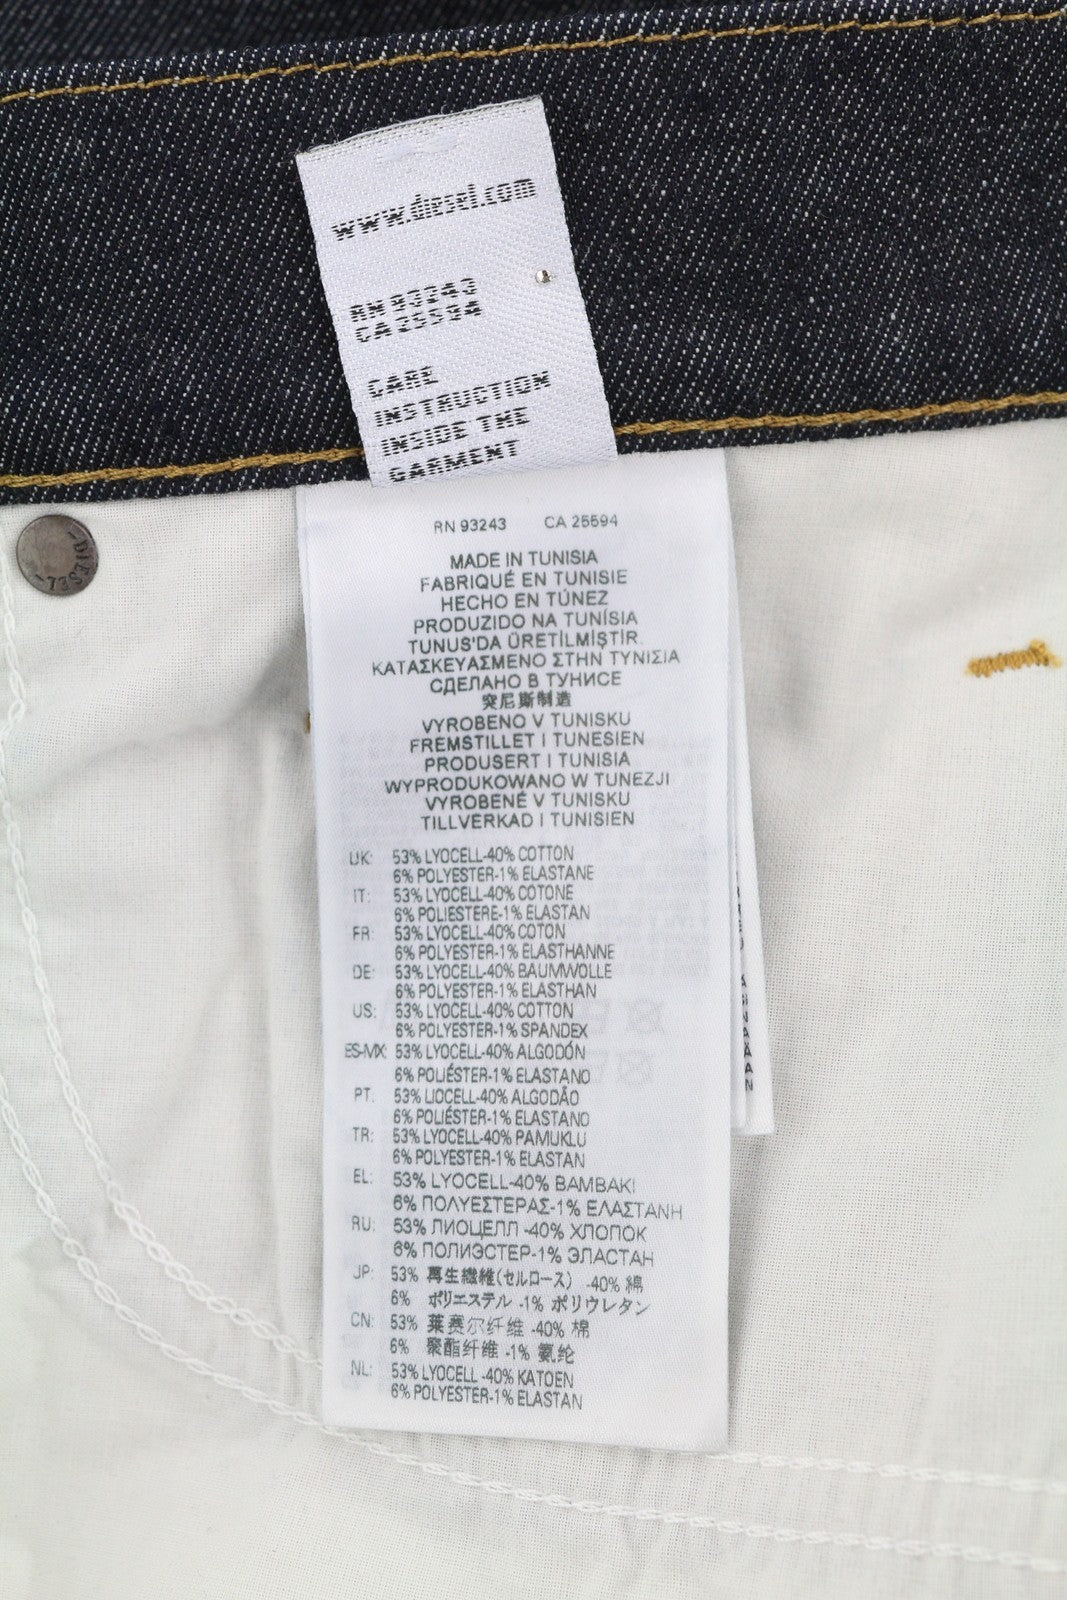 www.diesel.com
RN 93243
CA 25594
CARE
INSTRUCTION
INSIDE THE
GARMENT
DIESEL
RN 93243 CA 25594
MADE IN TUNISIA
FABRIQUÉ EN TUNISIE
HECHO EN TÚNEZ
PRODUZIDO NA TUNÍSIA
TUNUS'DA ÜRETİLMİŞTİR
ΚΑΤΑΣΚΕΥΑΣΜΕΝΟ ΣΤΗΝ ΤΥΝΙΣΙΑ
СДЕЛАНО В ТУНИСЕ
突尼斯制造
VYROBENO V TUNISKU
FREMSTILLET I TUNESIEN
PRODUSERT I TUNISIA
WYPRODUKOWANO W TUNEZJI
VYROBENÉ V TUNISKU
TILLVERKAD I TUNISIEN
UK: 53% LYOCELL-40% COTTON
6% POLYESTER-1% ELASTANE
IT: 53% LYOCELL-40% COTONE
6% POLIESTERE-1% ELASTAN
FR: 53% LYOCELL-40% COTON
6% POLYESTER-1% ELASTHANNE
DE: 53% LYOCELL-40% BAUMWOLLE
6% POLYESTER-1% ELASTHAN
US: 53% LYOCELL-40% COTTON
6% POLYESTER-1% SPANDEX
ES-MX: 53% LYOCELL-40% ALGODÓN
6% POLIÉSTER-1% ELASTANO
PT. 53% LIOCELL-40% ALGODÃO
6% POLIÉSTER-1% ELASTANO
TR: 53% LYOCELL-40% PAMUKLU
6% POLYESTER-1% ELASTAN
EL: 53% LYOCELL-40% ΒΑΜΒΑΚΙ
6% ΠΟΛΥΕΣΤΕΡΑΣ-1% ΕΛΑΣΤΑΝΗ
RU: 53% ЛИОЦЕЛЛ -40% ХЛОПОК
6% ПОЛИЭСТЕР-1% ЭЛАСТАН
JP: 53% 再生繊維(セルロース) -40% 綿
6% ポリエステル -1% ポリウレタン
CN: 53% 莱赛尔纤维 -40% 棉
6% 聚酯纤维 -1% 氨纶
NL: 53% LYOCELL -40% KATOEN
6% POLYESTER-1% ELASTAN